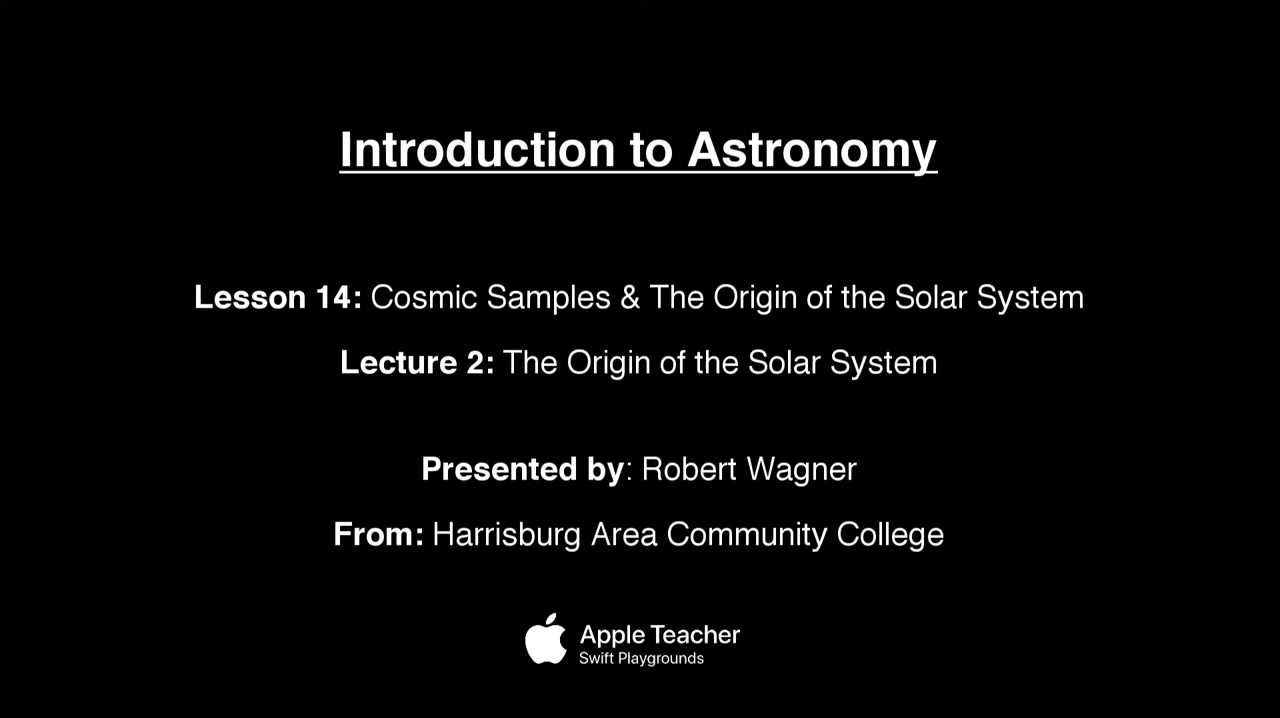 Introduction to Astronomy
Lesson 14: Cosmic Samples & The Origin of the Solar System
Lecture 2: The Origin of the Solar System
Presented by: Robert Wagner
From: Harrisburg Area Community College
Apple Teacher
Swift Playgrounds